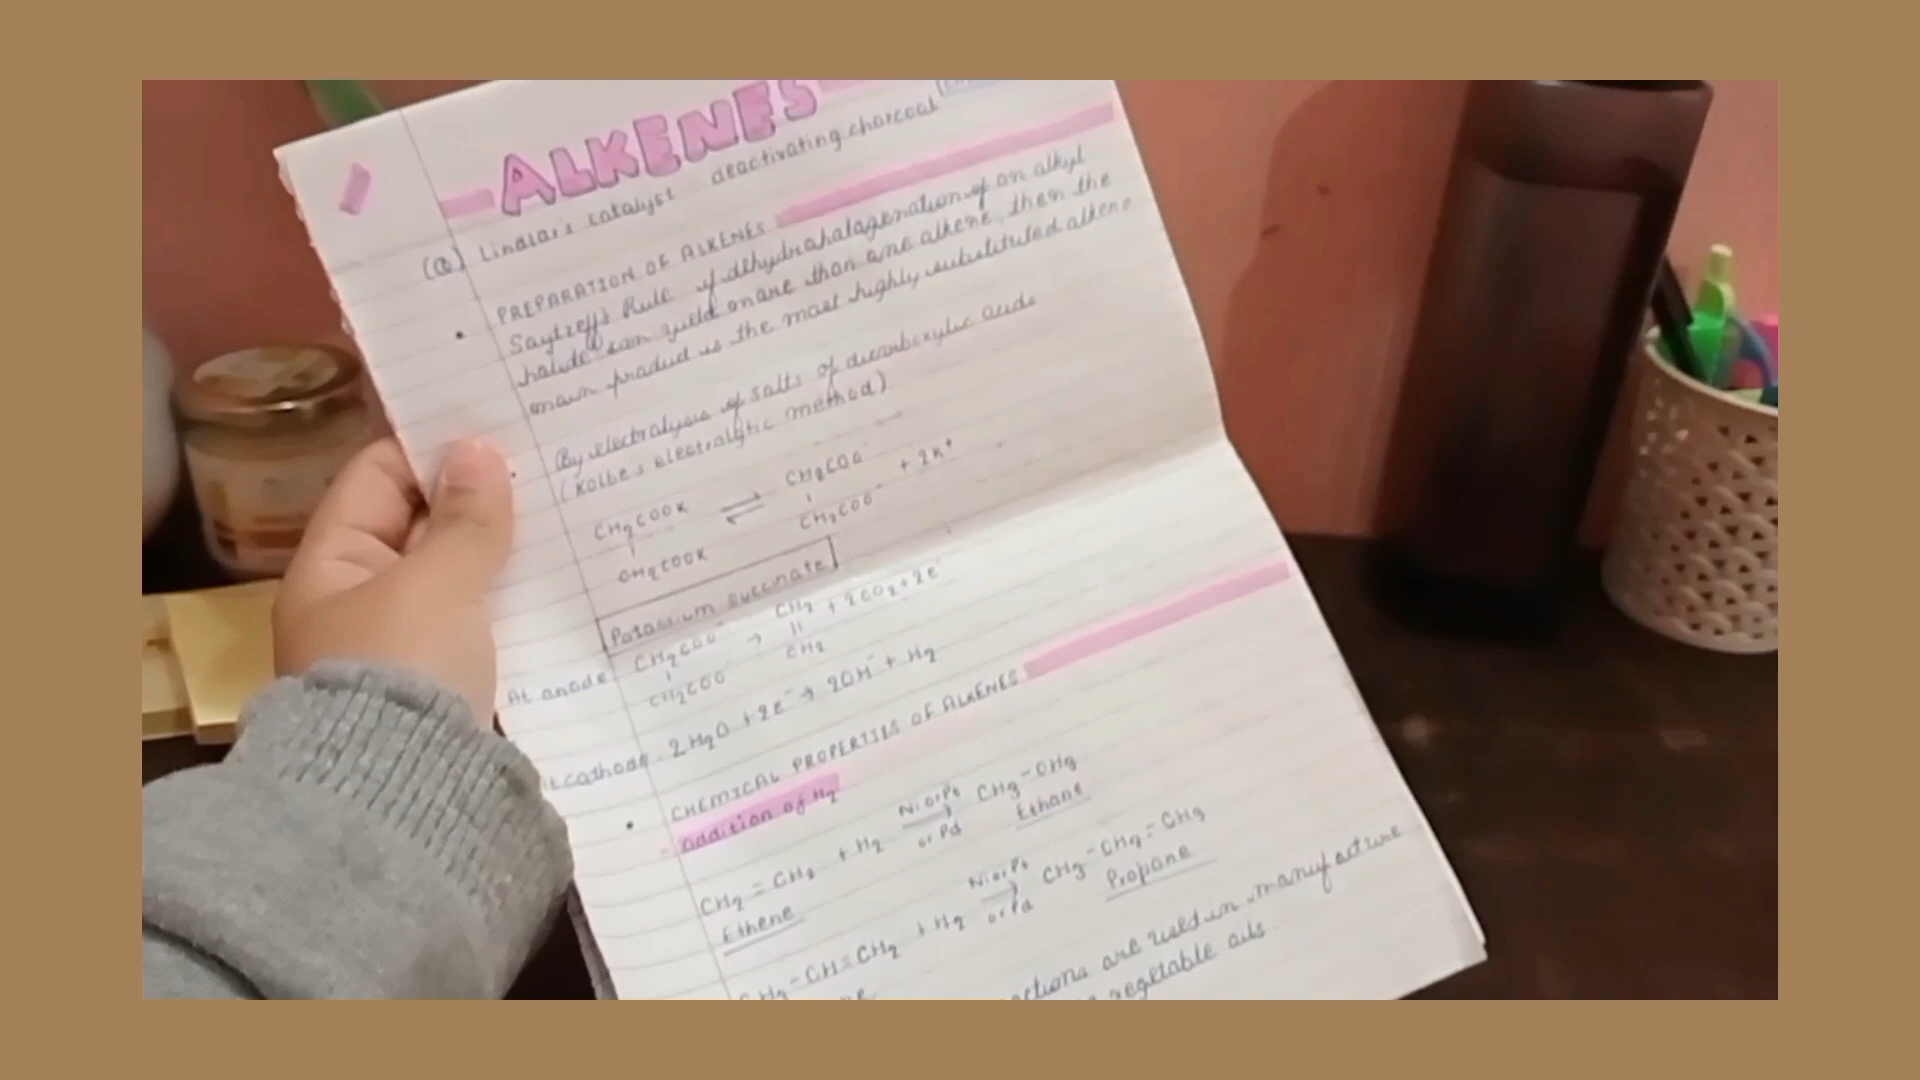 ALKENES
(Q) Lindlar's catalyst deactivating charcoal
PREPARATION OF ALKENES
• Saytzeff's Rule if dehydrohalogenation of an alkyl
halide can yield more than one alkene, then the
main product is the most highly substituted alkene
• By electrolysis of salts of dicarboxylic acids
(Kolbe's electrolytic method)
CH2COOK ⇌ CH2COO⁻ + 2K⁺
| |
CH2COOK CH2COO⁻
Potassium succinate
At anode: CH2COO⁻ → CH2 + 2CO2 + 2e⁻
| ||
CH2COO⁻ CH2
At cathode: 2H2O + 2e⁻ → 2OH⁻ + H2
CHEMICAL PROPERTIES OF ALKENES
• addition of H2
CH2 = CH2 + H2 Ni or Pt → or Pd CH3 - CH3
Ethene Ethane
CH3 - CH = CH2 + H2 Ni or Pt → or Pd CH3 - CH2 - CH3
Propane
are used in manufacture
vegetable oils